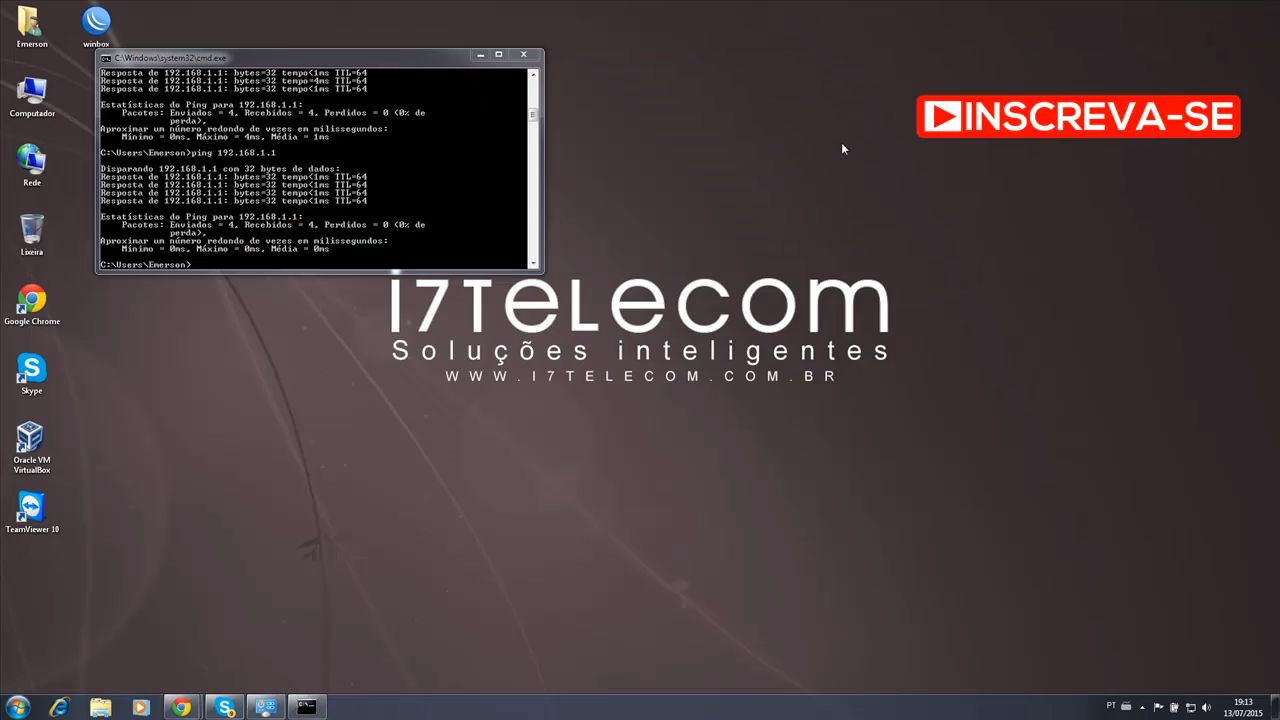 Emerson
winbox
Computador
Rede
Lixeira
Google Chrome
Skype
Oracle VM
VirtualBox
TeamViewer 10
C:\Windows\system32\cmd.exe
Resposta de 192.168.1.1: bytes=32 tempo<1ms TTL=64
Resposta de 192.168.1.1: bytes=32 tempo=4ms TTL=64
Resposta de 192.168.1.1: bytes=32 tempo<1ms TTL=64
Estatísticas do Ping para 192.168.1.1:
Pacotes: Enviados = 4, Recebidos = 4, Perdidos = 0 (0% de
perda),
Aproximar um número redondo de vezes em milissegundos:
Mínimo = 0ms, Máximo = 4ms, Média = 1ms
C:\Users\Emerson>ping 192.168.1.1
Disparando 192.168.1.1 com 32 bytes de dados:
Resposta de 192.168.1.1: bytes=32 tempo<1ms TTL=64
Resposta de 192.168.1.1: bytes=32 tempo<1ms TTL=64
Resposta de 192.168.1.1: bytes=32 tempo<1ms TTL=64
Resposta de 192.168.1.1: bytes=32 tempo<1ms TTL=64
Estatísticas do Ping para 192.168.1.1:
Pacotes: Enviados = 4, Recebidos = 4, Perdidos = 0 (0% de
perda),
Aproximar um número redondo de vezes em milissegundos:
Mínimo = 0ms, Máximo = 0ms, Média = 0ms
C:\Users\Emerson>
INSCREVA-SE
i7Telecom
Soluções inteligentes
WWW.I7TELECOM.COM.BR
PT
19:13
13/07/2015